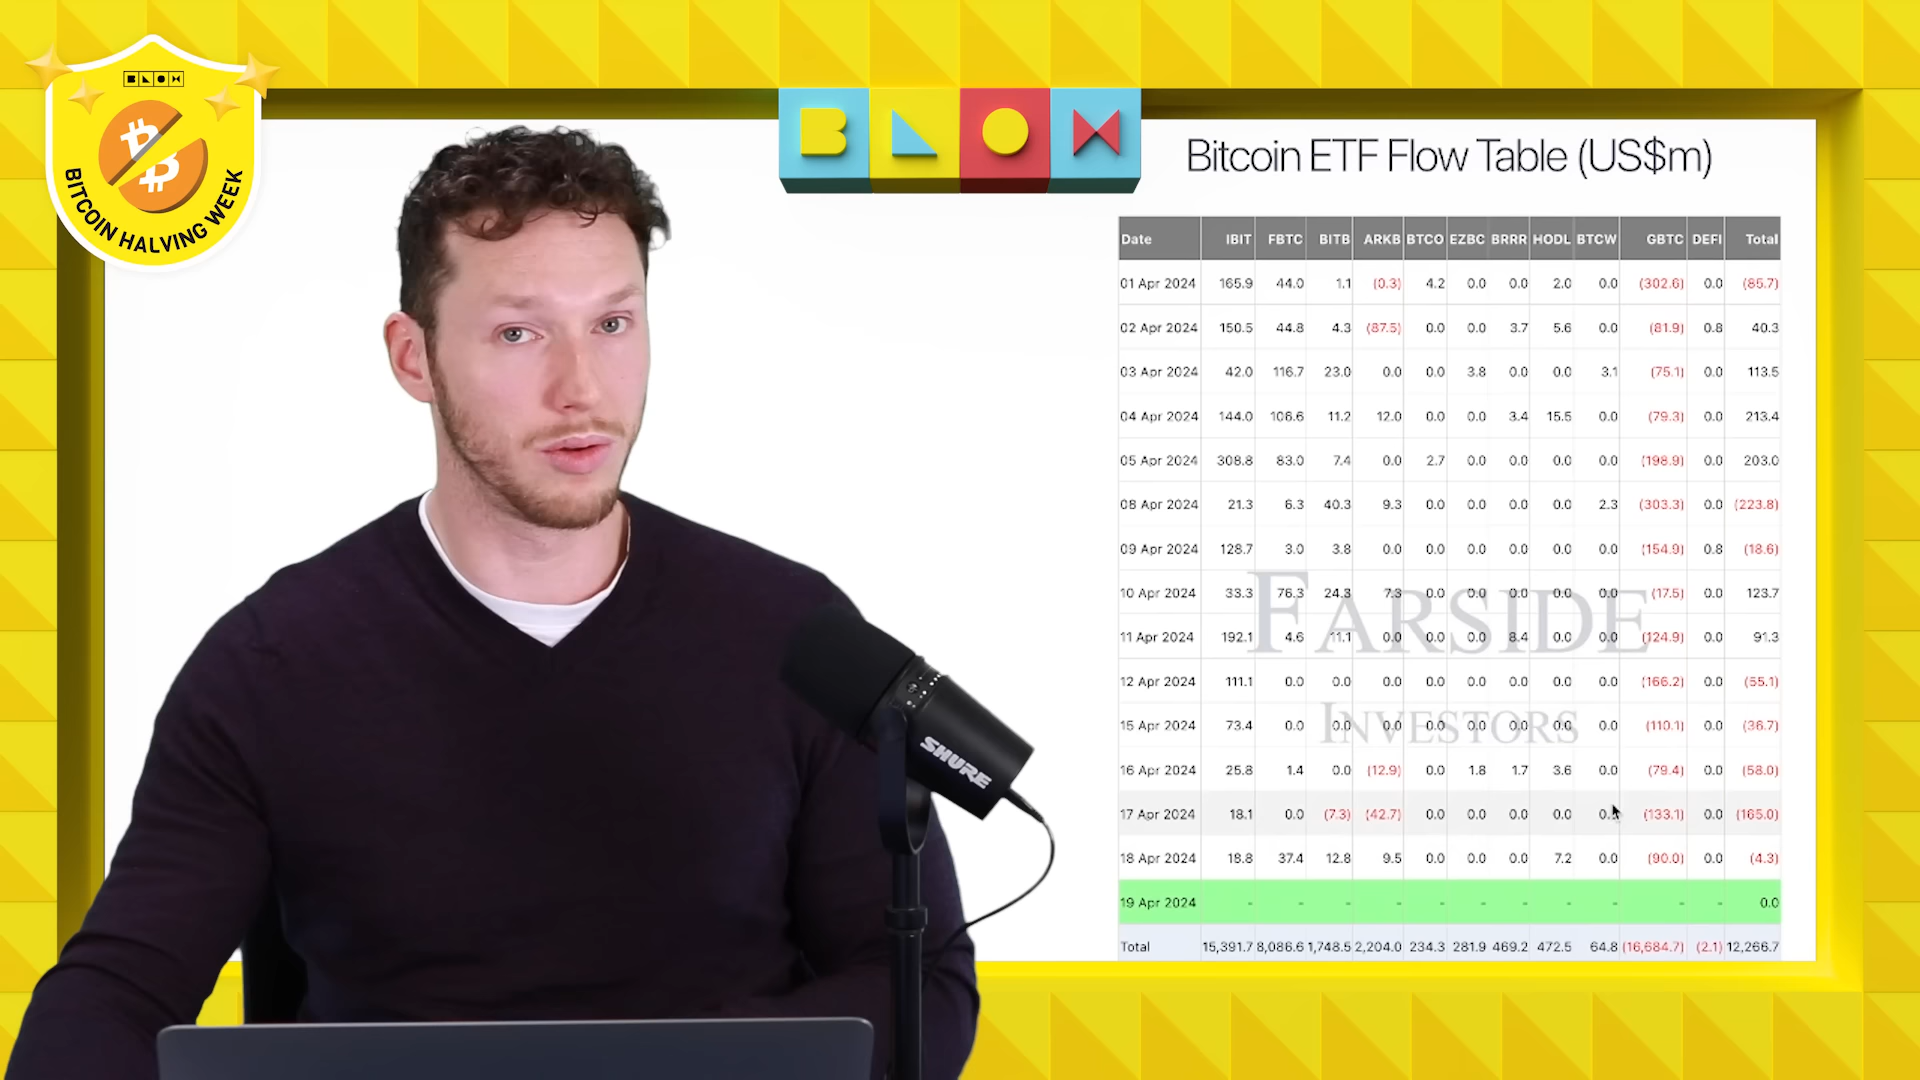 BLOX
BITCOIN HALVING WEEK
BLOX
Bitcoin ETF Flow Table (US$m)
Date IBIT FBTC BITB ARKB BTCO EZBC BRRR HODL BTCW GBTC DEFI Total
01 Apr 2024 165.9 44.0 1.1 (0.3) 4.2 0.0 0.0 2.0 0.0 (302.6) 0.0 (85.7)
02 Apr 2024 150.5 44.8 4.3 (87.5) 0.0 0.0 3.7 5.6 0.0 (81.9) 0.8 40.3
03 Apr 2024 42.0 116.7 23.0 0.0 0.0 3.8 0.0 0.0 3.1 (75.1) 0.0 113.5
04 Apr 2024 144.0 106.6 11.2 12.0 0.0 0.0 3.4 15.5 0.0 (79.3) 0.0 213.4
05 Apr 2024 308.8 83.0 7.4 0.0 2.7 0.0 0.0 0.0 0.0 (198.9) 0.0 203.0
08 Apr 2024 21.3 6.3 40.3 9.3 0.0 0.0 0.0 0.0 2.3 (303.3) 0.0 (223.8)
09 Apr 2024 128.7 3.0 3.8 0.0 0.0 0.0 0.0 0.0 0.0 (154.9) 0.8 (18.6)
10 Apr 2024 33.3 76.3 24.3 7.3 0.0 0.0 0.0 0.0 0.0 (17.5) 0.0 123.7
FARSIDE
11 Apr 2024 192.1 4.6 11.1 0.0 0.0 0.0 8.4 0.0 0.0 (124.9) 0.0 91.3
12 Apr 2024 111.1 0.0 0.0 0.0 0.0 0.0 0.0 0.0 0.0 (166.2) 0.0 (55.1)
INVESTORS
15 Apr 2024 73.4 0.0 0.0 0.0 0.0 0.0 0.0 0.0 0.0 (110.1) 0.0 (36.7)
16 Apr 2024 25.8 1.4 0.0 (12.9) 0.0 1.8 1.7 3.6 0.0 (79.4) 0.0 (58.0)
17 Apr 2024 18.1 0.0 (7.3) (42.7) 0.0 0.0 0.0 0.0 (133.1) 0.0 (165.0)
18 Apr 2024 18.8 37.4 12.8 9.5 0.0 0.0 0.0 7.2 0.0 (90.0) 0.0 (4.3)
19 Apr 2024 - - - - - - - - - - - 0.0
Total 15,391.7 8,086.6 1,748.5 2,204.0 234.3 281.9 469.2 472.5 64.8 (16,684.7) (2.1) 12,266.7
SHURE